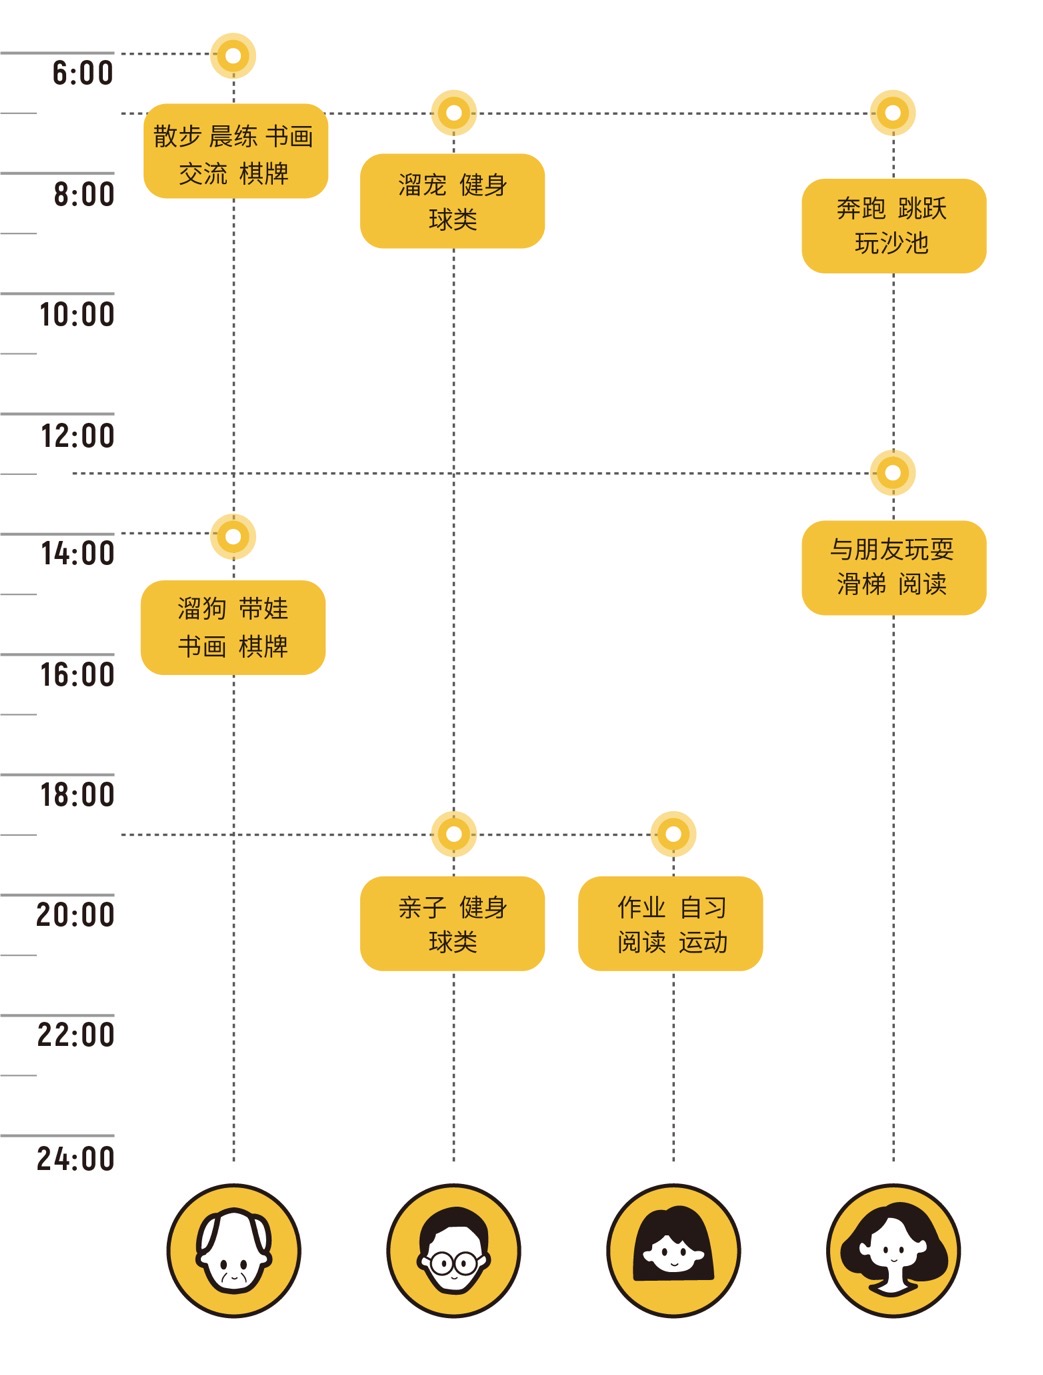 6:00
8:00
10:00
12:00
14:00
16:00
18:00
20:00
22:00
24:00
散步 晨练 书画
交流 棋牌
溜宠 健身
球类
奔跑 跳跃
玩沙池
与朋友玩耍
滑梯 阅读
溜狗 带娃
书画 棋牌
亲子 健身
球类
作业 自习
阅读 运动